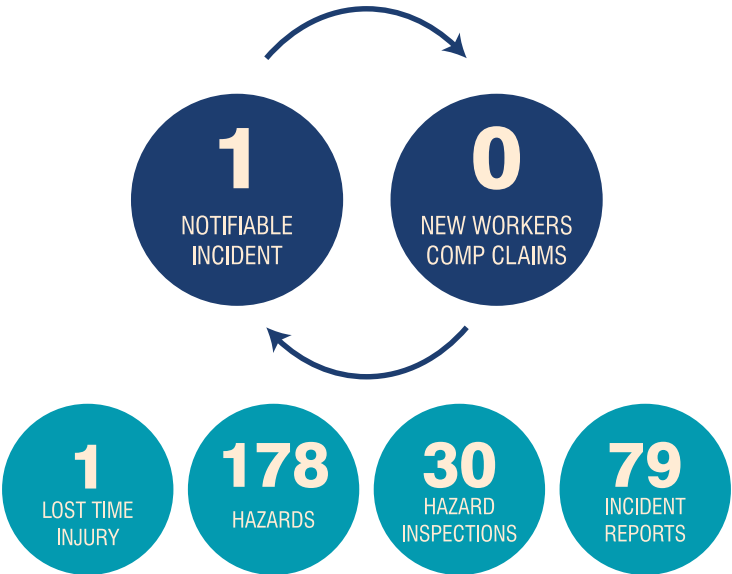 1
NOTIFIABLE
INCIDENT
0
NEW WORKERS
COMP CLAIMS
1
LOST TIME
INJURY
178
HAZARDS
30
HAZARD
INSPECTIONS
79
INCIDENT
REPORTS